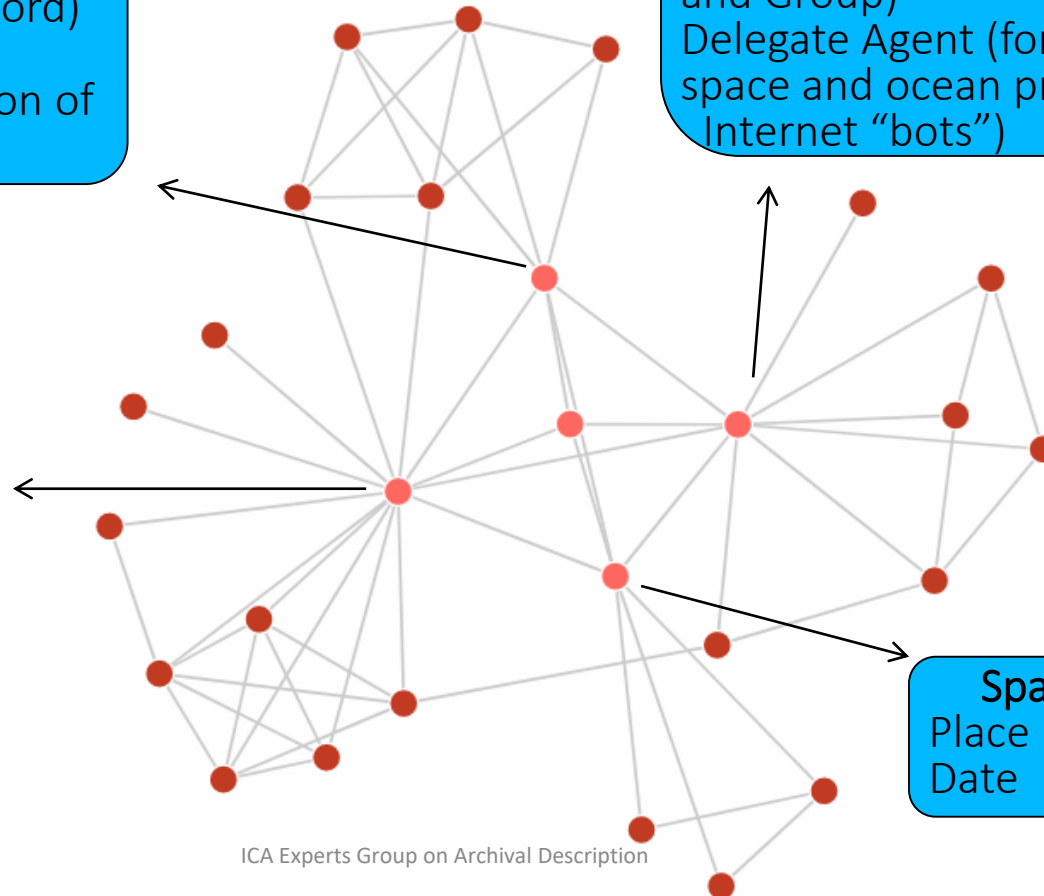 ord)
on of
and Group)
Delegate Agent (for
space and ocean pr
Internet “bots”)
Spa
Place
Date
ICA Experts Group on Archival Description